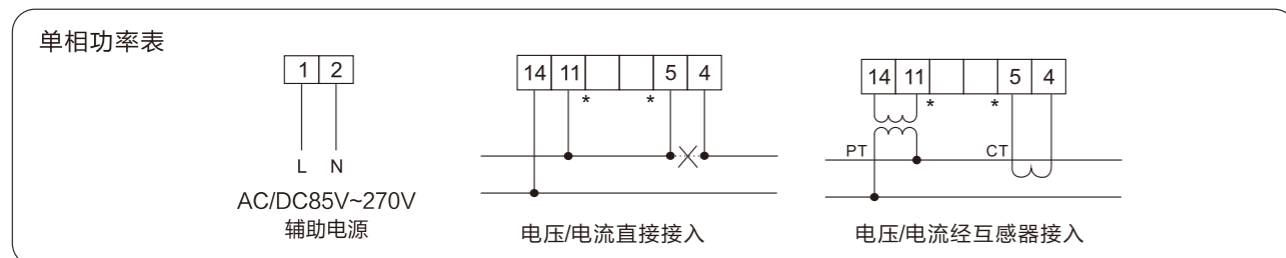 单相功率表
1 2
L N
AC/DC85V~270V
辅助电源
14 11 5 4
* *
电压/电流直接接入
14 11 5 4
* *
PT CT
电压/电流经互感器接入